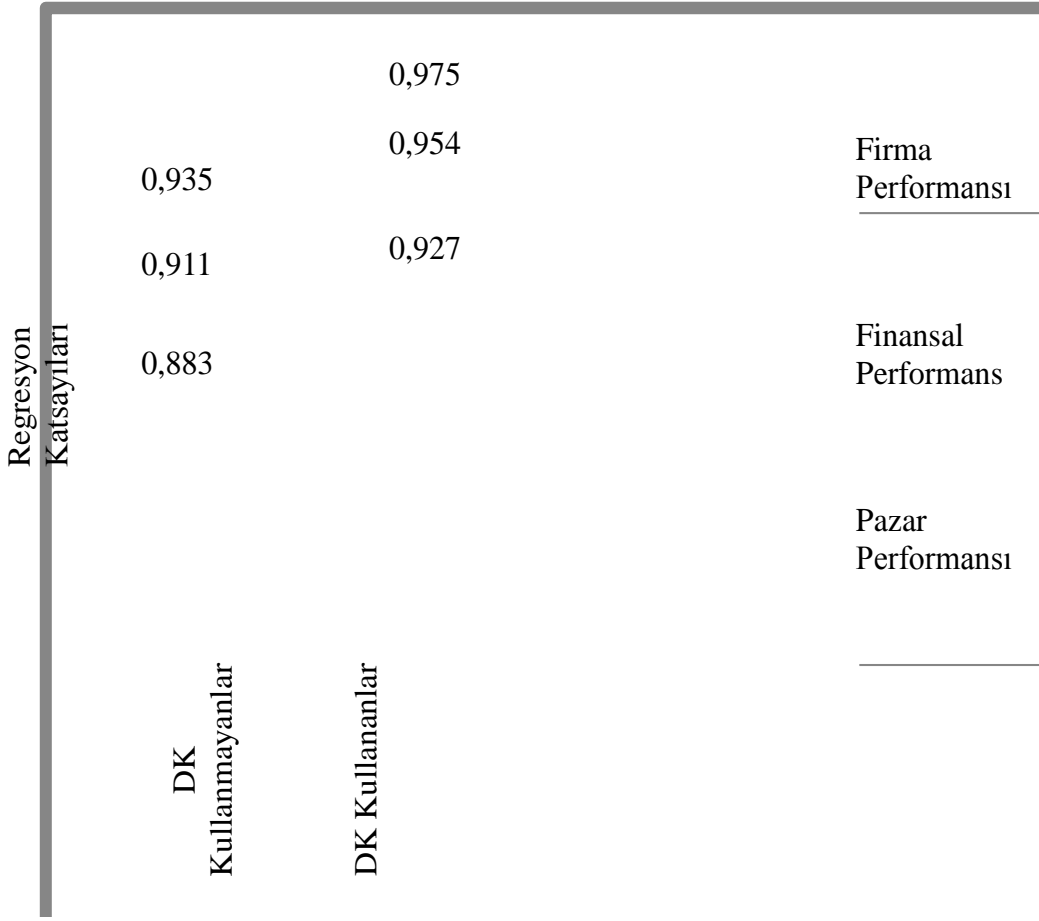 0,975
0,954
0,935
0,927
0,911
0,883
Regresyon
Katsayıları
Firma
Performansı
Finansal
Performans
Pazar
Performansı
DK
Kullanmayanlar
DK Kullananlar